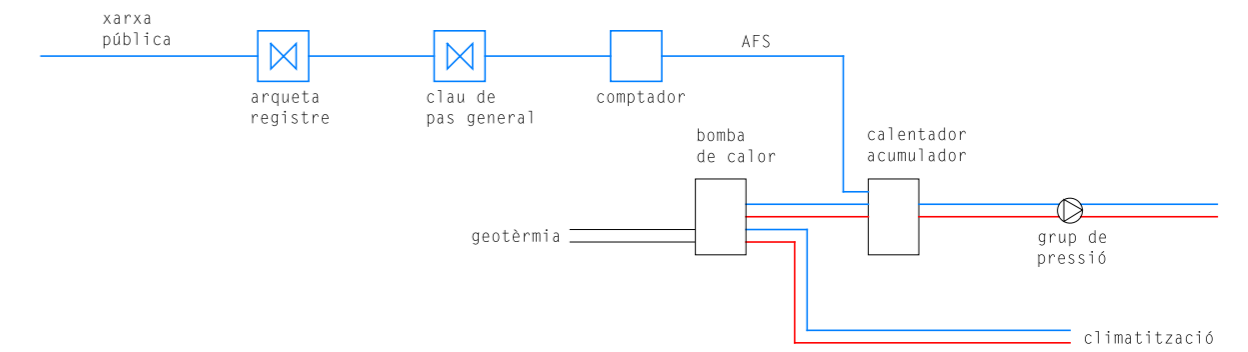 xarxa
pública
AFS
arqueta
registre
clau de
pas general
comptador
bomba
de calor
calentador
acumulador
geotèrmia
grup de
pressió
climatització